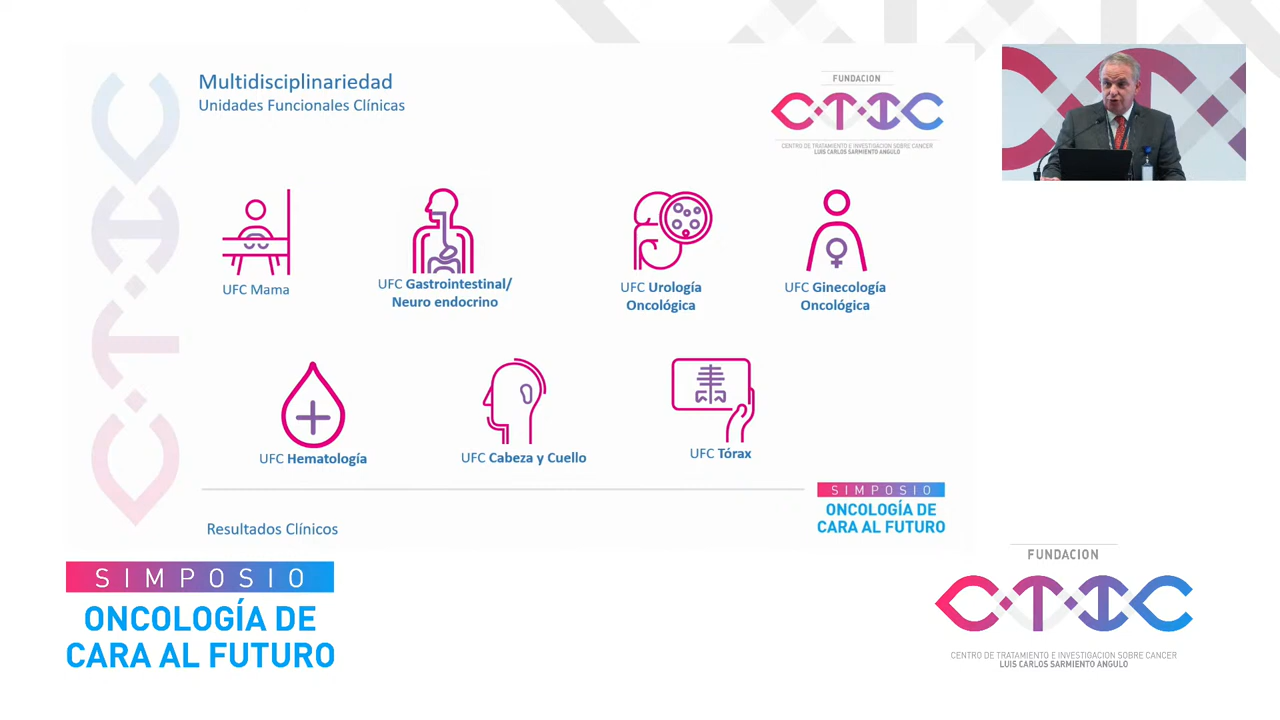 Multidisciplinariedad
Unidades Funcionales Clínicas
FUNDACION
CTIC
CENTRO DE TRATAMIENTO E INVESTIGACION SOBRE CANCER
LUIS CARLOS SARMIENTO ANGULO
UFC Mama
UFC Gastrointestinal/
Neuro endocrino
UFC Urología
Oncológica
UFC Ginecología
Oncológica
UFC Hematología
UFC Cabeza y Cuello
UFC Tórax
SIMPOSIO
ONCOLOGÍA DE
CARA AL FUTURO
Resultados Clínicos
CTIC
SIMPOSIO
ONCOLOGÍA DE
CARA AL FUTURO
FUNDACION
CTIC
CENTRO DE TRATAMIENTO E INVESTIGACION SOBRE CANCER
LUIS CARLOS SARMIENTO ANGULO